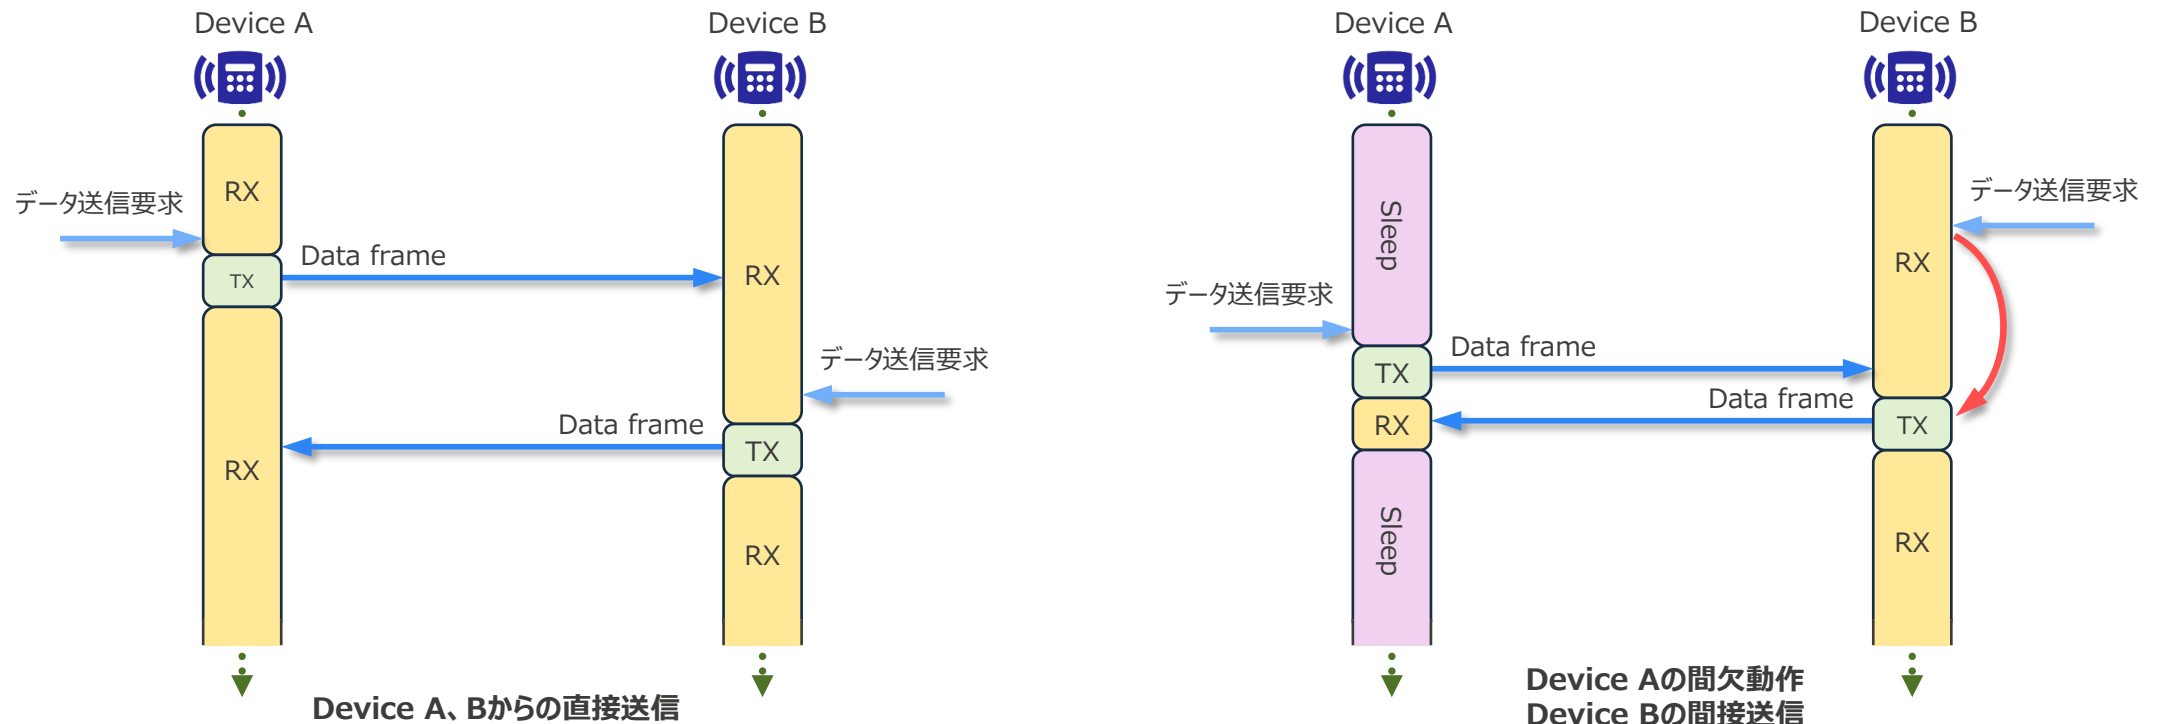 Device A
Device B
RX
データ送信要求
TX
Data frame
RX
データ送信要求
Data frame
TX
RX
RX
Device A、Bからの直接送信
Device A
Device B
Sleep
データ送信要求
RX
データ送信要求
TX
Data frame
Data frame
RX
TX
Sleep
RX
Device Aの間欠動作
Device Bの間接送信